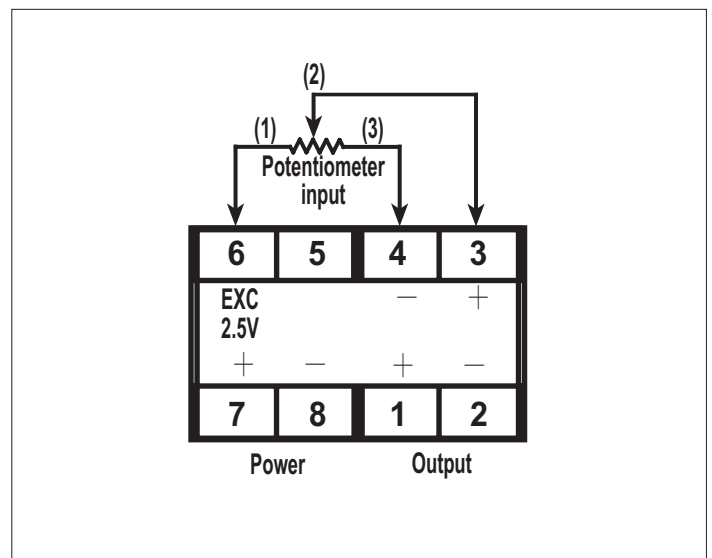 (2)
(1) (3)
Potentiometer
input
6 5 4 3
EXC − +
2.5V
+ − + −
7 8 1 2
Power Output